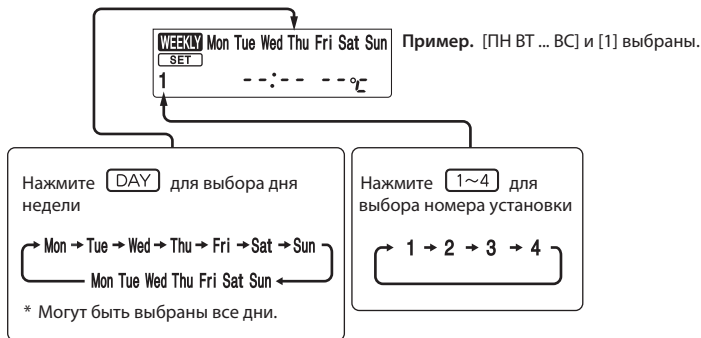 WEEKLY Mon Tue Wed Thu Fri Sat Sun
SET
1 --:-- --°C
Пример. [ПН ВТ ... ВС] и [1] выбраны.
Нажмите DAY для выбора дня
недели
Mon → Tue → Wed → Thu → Fri → Sat → Sun
Mon Tue Wed Thu Fri Sat Sun
* Могут быть выбраны все дни.
Нажмите 1~4 для
выбора номера установки
1 → 2 → 3 → 4